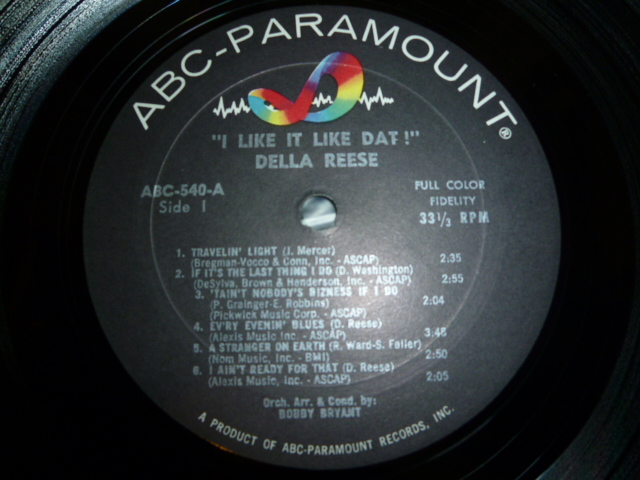 ABC-PARAMOUNT®
"I LIKE IT LIKE DAT!"
DELLA REESE
ABC-540-A
Side 1
FULL COLOR
FIDELITY
33 1/3 RPM
1. TRAVELIN' LIGHT (J. Mercer)
(Bregman-Vocco & Conn, Inc. - ASCAP) 2:35
2. IF IT'S THE LAST THING I DO (D. Washington)
(DeSylva, Brown & Henderson, Inc. - ASCAP) 2:55
3. 'TAIN'T NOBODY'S BIZNESS IF I DO
(P. Grainger-E. Robbins) 2:04
(Pickwick Music Corp. - ASCAP)
4. EV'RY EVENIN' BLUES (D. Reese)
(Alexis Music, Inc - ASCAP) 3:48
5. A STRANGER ON EARTH (R. Ward-S. Feller)
(Nom Music, Inc. - BMI) 2:50
6. I AIN'T READY FOR THAT (D. Reese)
(Alexis Music, Inc. - ASCAP) 2:05
Orch. Arr. & Cond. by:
BOBBY BRYANT
A PRODUCT OF ABC-PARAMOUNT RECORDS, INC.